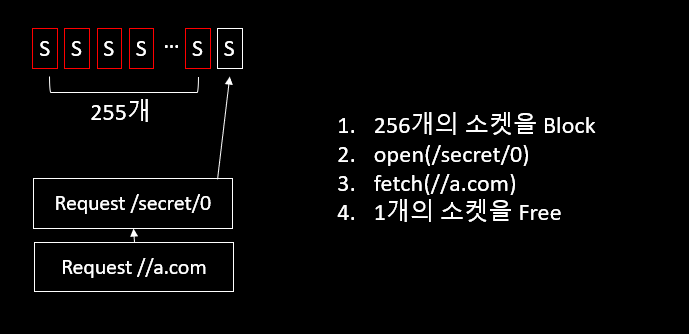 S S S S ... S S
255개
Request /secret/0
Request //a.com
1. 256개의 소켓을 Block
2. open(/secret/0)
3. fetch(//a.com)
4. 1개의 소켓을 Free